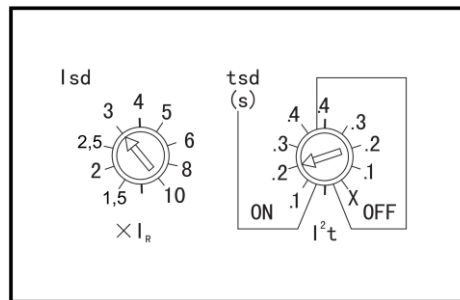 Isd
3
4
5
2,5
6
2
8
1,5
10
× I_R
tsd
(s)
.4
.4
.3
.3
.2
.2
.1
.1
X
ON
I²t
OFF